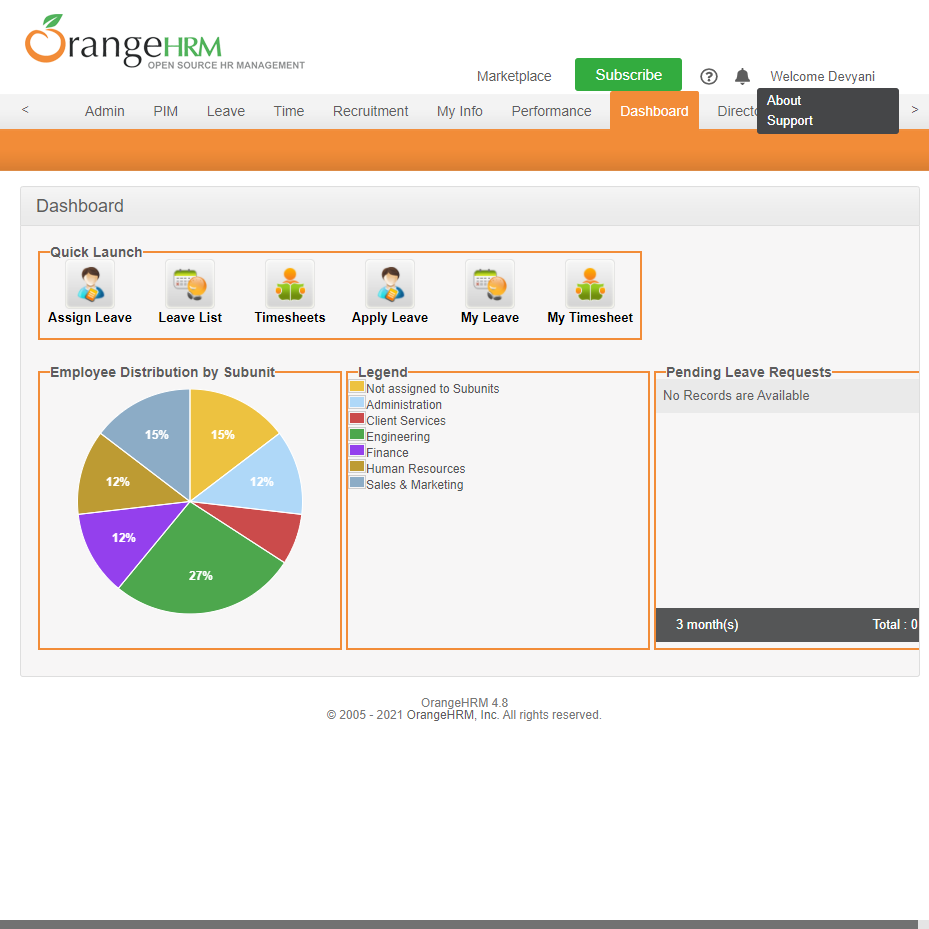 OrangeHRM
OPEN SOURCE HR MANAGEMENT
Marketplace
Subscribe
?
Welcome Devyani
About
Support
<
Admin
PIM
Leave
Time
Recruitment
My Info
Performance
Dashboard
Directo
>
Dashboard
Quick Launch
Assign Leave
Leave List
Timesheets
Apply Leave
My Leave
My Timesheet
Employee Distribution by Subunit
15%
15%
12%
12%
12%
27%
Legend
Not assigned to Subunits
Administration
Client Services
Engineering
Finance
Human Resources
Sales & Marketing
Pending Leave Requests
No Records are Available
3 month(s)
Total : 0
OrangeHRM 4.8
© 2005 - 2021 OrangeHRM, Inc. All rights reserved.